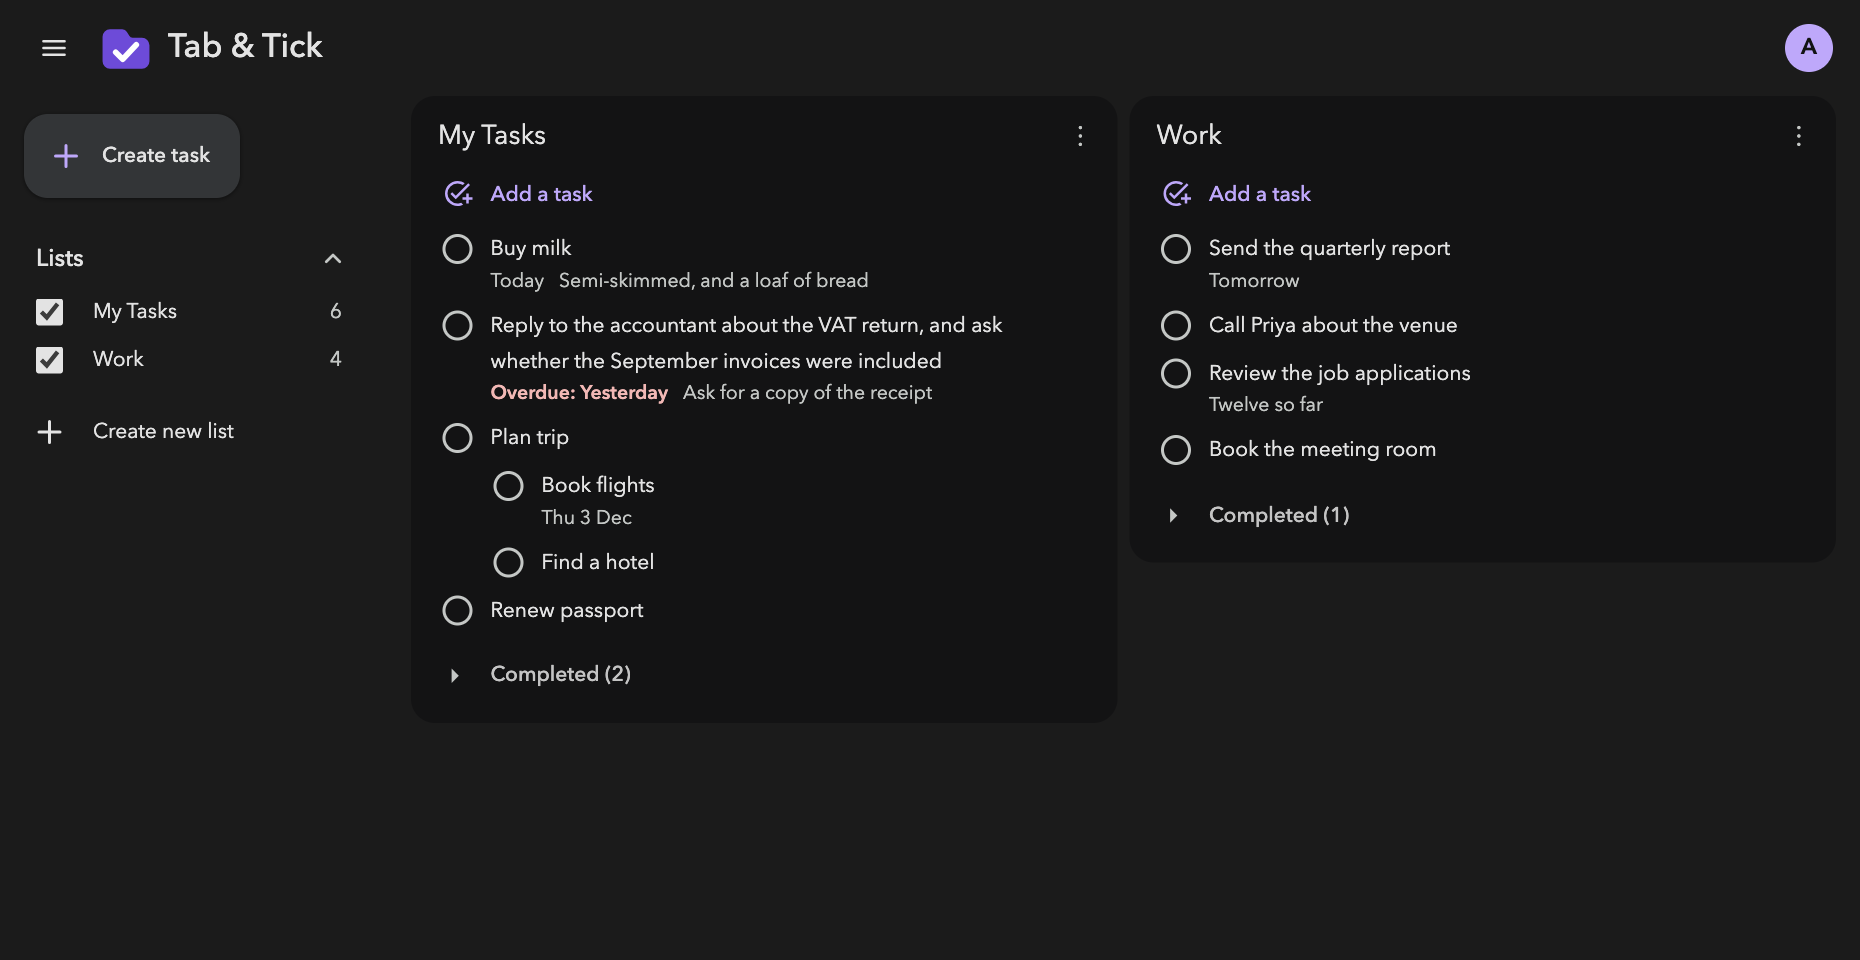 Tab & Tick
A
Create task
Lists
My Tasks 6
Work 4
Create new list
My Tasks
Add a task
Buy milk
Today Semi-skimmed, and a loaf of bread
Reply to the accountant about the VAT return, and ask
whether the September invoices were included
Overdue: Yesterday Ask for a copy of the receipt
Plan trip
Book flights
Thu 3 Dec
Find a hotel
Renew passport
Completed (2)
Work
Add a task
Send the quarterly report
Tomorrow
Call Priya about the venue
Review the job applications
Twelve so far
Book the meeting room
Completed (1)